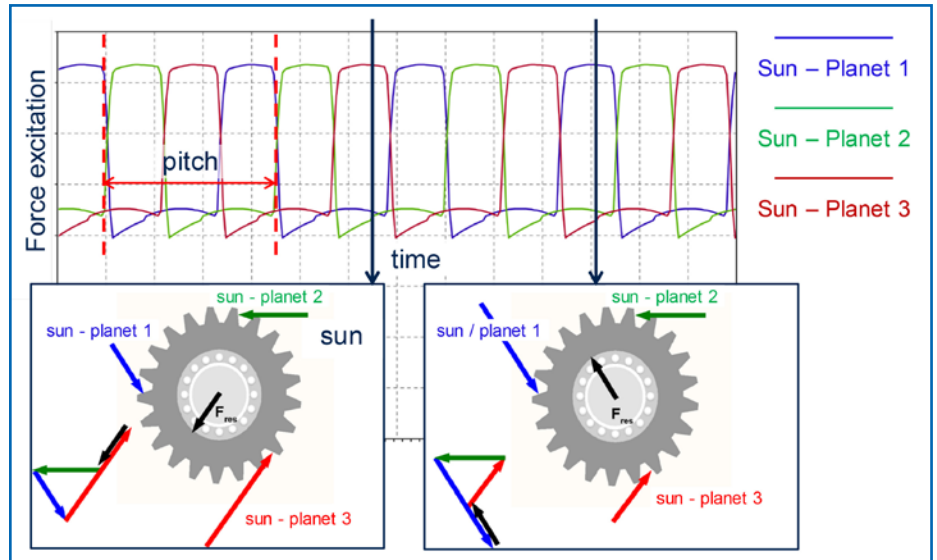 Force excitation
pitch
time
Sun – Planet 1
Sun – Planet 2
Sun – Planet 3
sun - planet 2
sun - planet 1
sun
F res
sun - planet 3
sun - planet 2
sun / planet 1
F res
sun - planet 3